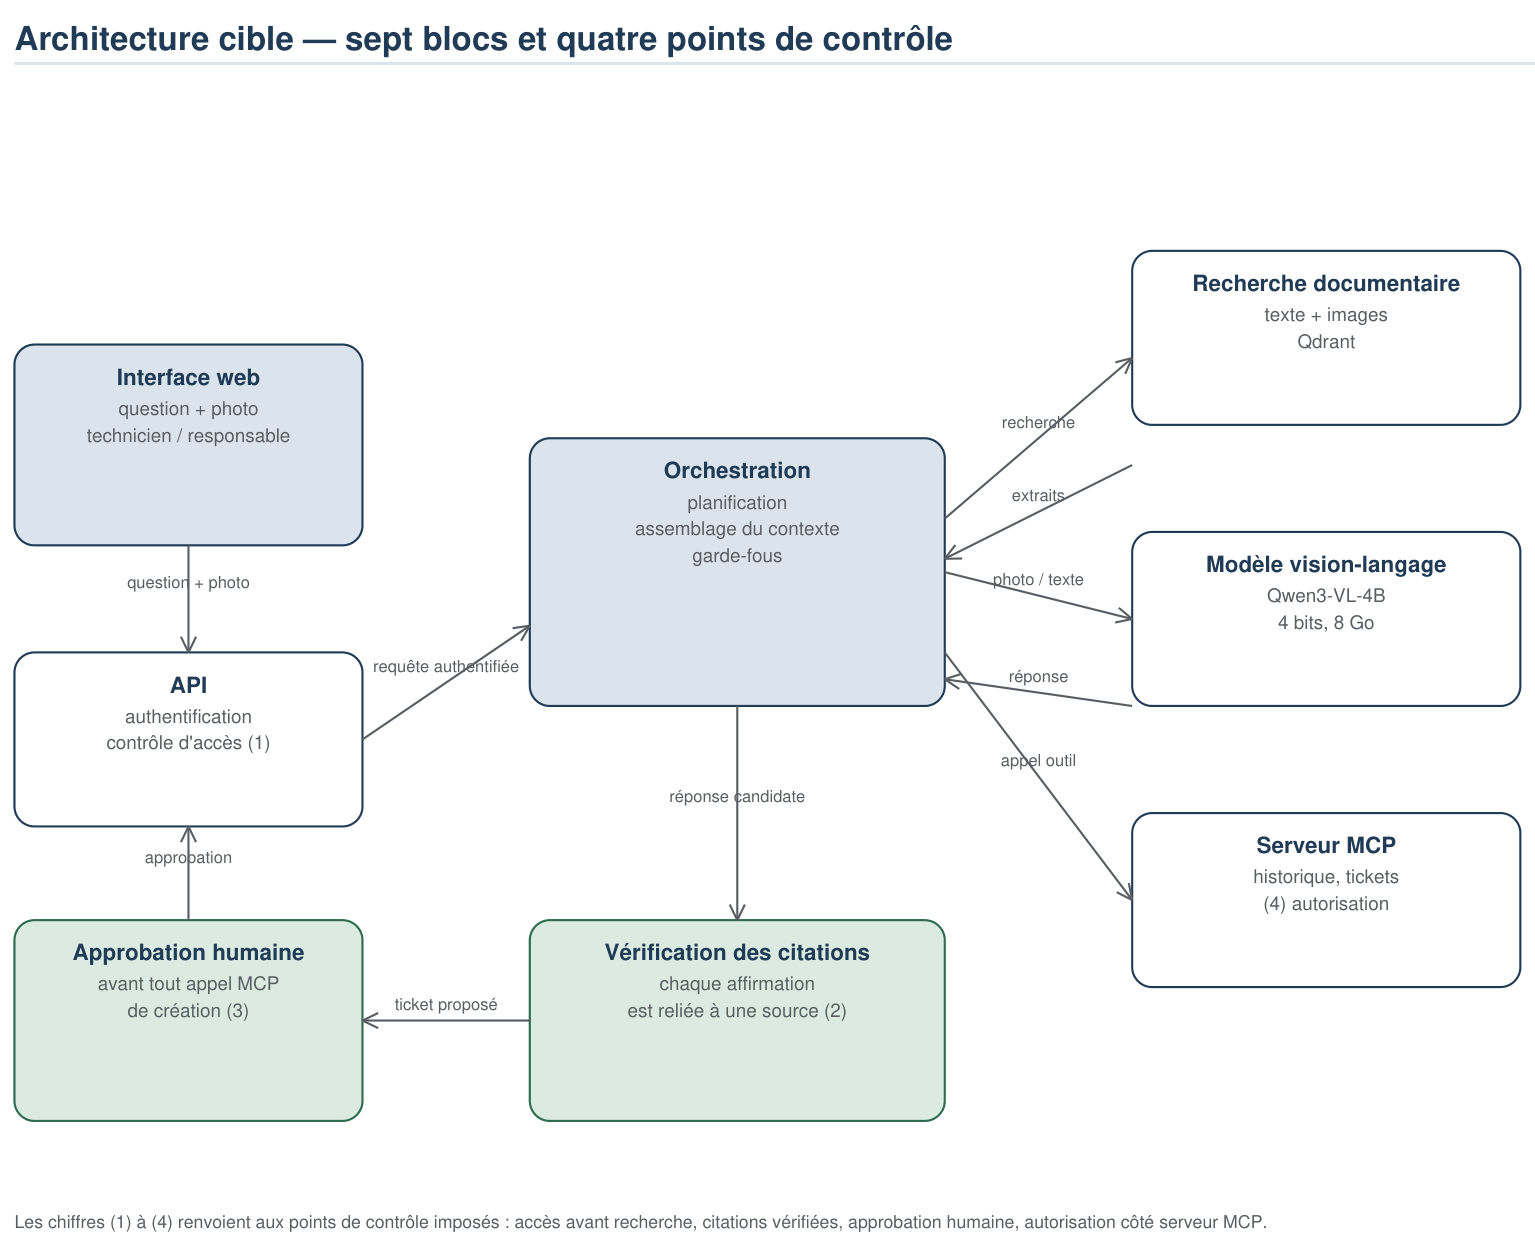 Architecture cible — sept blocs et quatre points de contrôle
Interface web
question + photo
technicien / responsable
question + photo
API
authentification
contrôle d'accès (1)
requête authentifiée
approbation
Approbation humaine
avant tout appel MCP
de création (3)
ticket proposé
Orchestration
planification
assemblage du contexte
garde-fous
réponse candidate
Vérification des citations
chaque affirmation
est reliée à une source (2)
recherche
extraits
photo / texte
réponse
appel outil
Recherche documentaire
texte + images
Qdrant
Modèle vision-langage
Qwen3-VL-4B
4 bits, 8 Go
Serveur MCP
historique, tickets
(4) autorisation
Les chiffres (1) à (4) renvoient aux points de contrôle imposés : accès avant recherche, citations vérifiées, approbation humaine, autorisation côté serveur MCP.